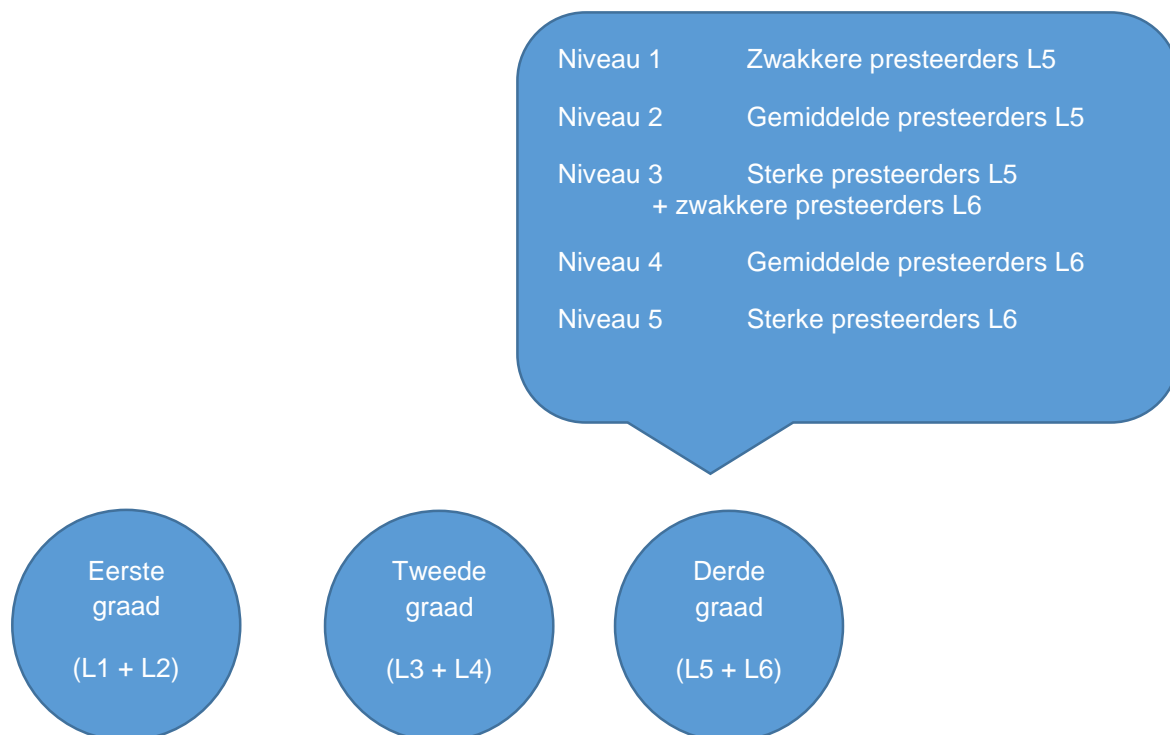 Niveau 1 Zwakkere presteerders L5
Niveau 2 Gemiddelde presteerders L5
Niveau 3 Sterke presteerders L5
+ zwakkere presteerders L6
Niveau 4 Gemiddelde presteerders L6
Niveau 5 Sterke presteerders L6
Eerste
graad
(L1 + L2)
Tweede
graad
(L3 + L4)
Derde
graad
(L5 + L6)